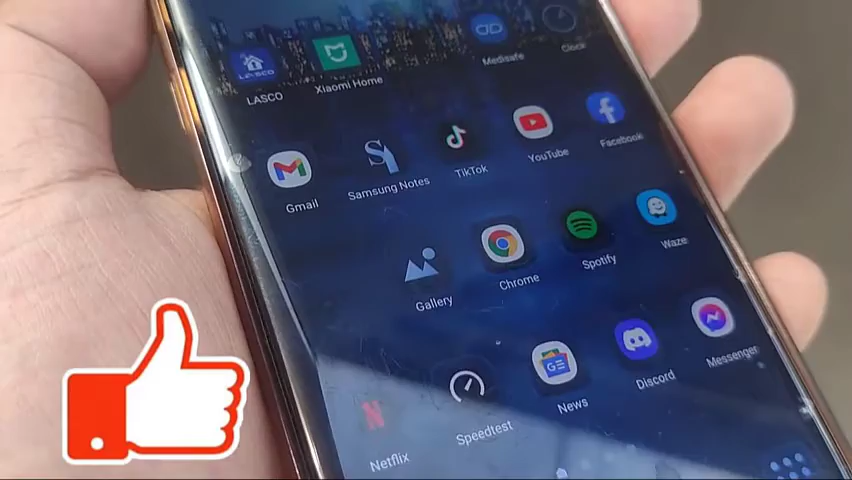 LASCO
LASCO
Xiaomi Home
Medisafe
Clock
Gmail
Samsung Notes
TikTok
YouTube
Facebook
Gallery
Chrome
Spotify
Waze
Netflix
Speedtest
News
Discord
Messenger